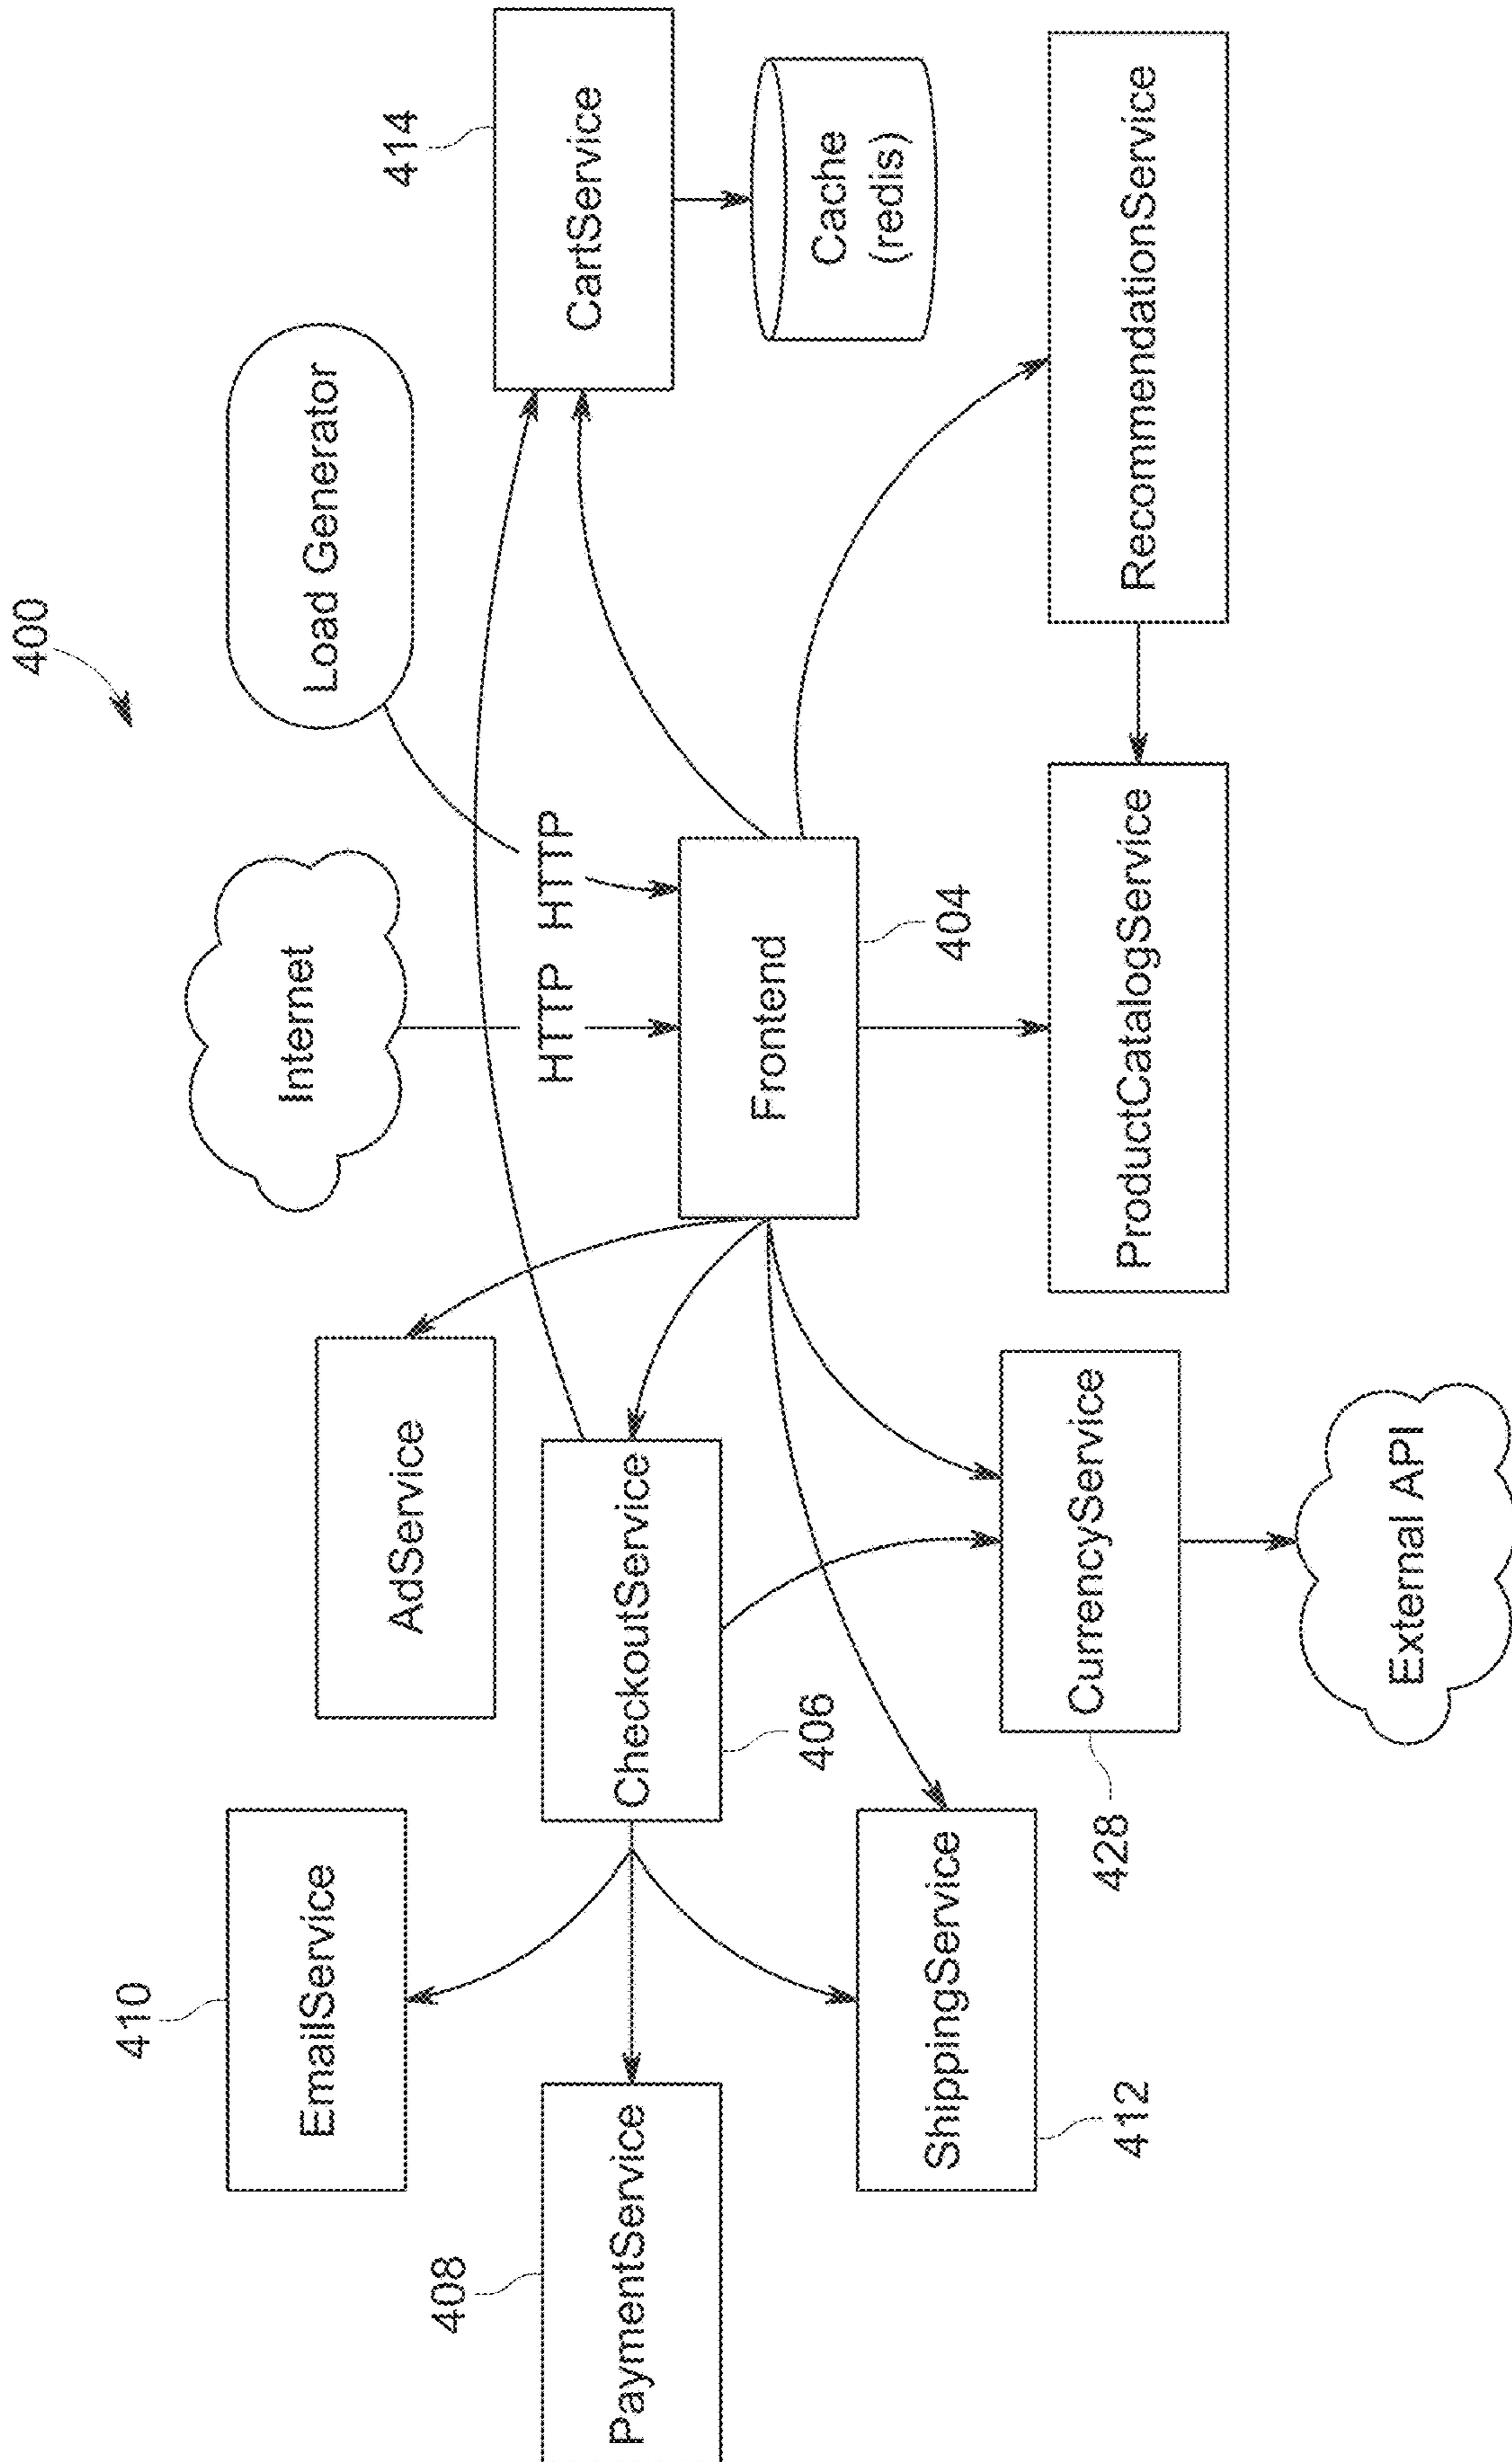 400
Internet
Load Generator
414
CartService
Cache
(redis)
HTTP
HTTP
Frontend
404
AdService
410
EmailService
CheckoutService
406
408
PaymentService
ShippingService
412
428
CurrencyService
External API
ProductCatalogService
RecommendationService